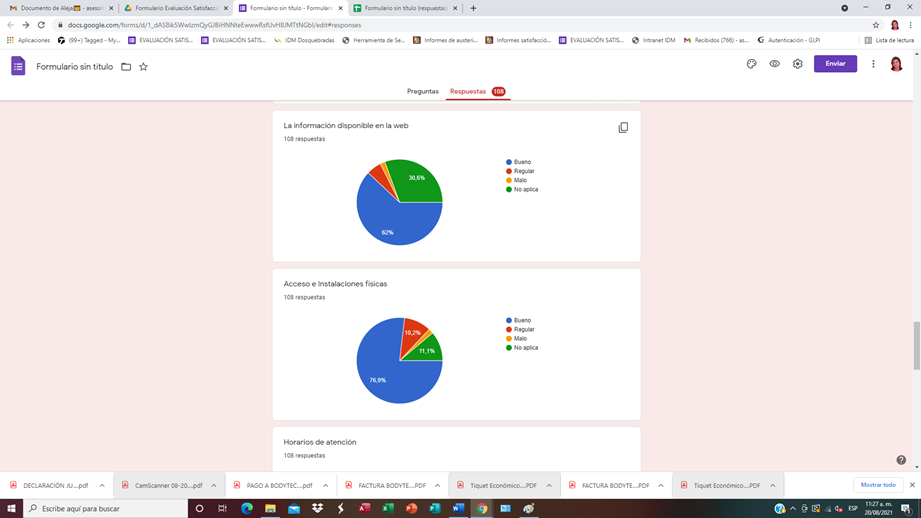 Documento de Aleja - asesor
Formulario Evaluación Satisfacc
Formulario sin título - Formulario
Formulario sin título (respuestas
docs.google.com/forms/d/1_dAS8ik5WwIzmQyGJBiHNNteEwwwRsfUvH8JMTtNGbI/edit#responses
Aplicaciones
(99+) Tagged - My...
EVALUACIÓN SATIS...
EVALUACIÓN SATIS...
IDM Dosquebradas
Herramienta de Se...
Informes de austeri...
Informes satisfacció...
EVALUACIÓN SATIS...
Intranet IDM
Recibidos (766) - as...
Autenticación - GLPI
Lista de lectura
Formulario sin título
Enviar
Preguntas
Respuestas 108
La información disponible en la web
108 respuestas
Bueno
Regular
Malo
No aplica
30,6%
62%
Acceso e Instalaciones físicas
108 respuestas
Bueno
Regular
Malo
No aplica
10,2%
11,1%
76,9%
Horarios de atención
108 respuestas
DECLARACIÓN JU....pdf
CamScanner 08-20....pdf
PAGO A BODYTEC....pdf
FACTURA BODYTE....PDF
Tiquet Económico....PDF
FACTURA BODYTE....PDF
Tiquet Económico....PDF
Mostrar todo
Escribe aquí para buscar
ESP
11:27 a. m.
20/08/2021